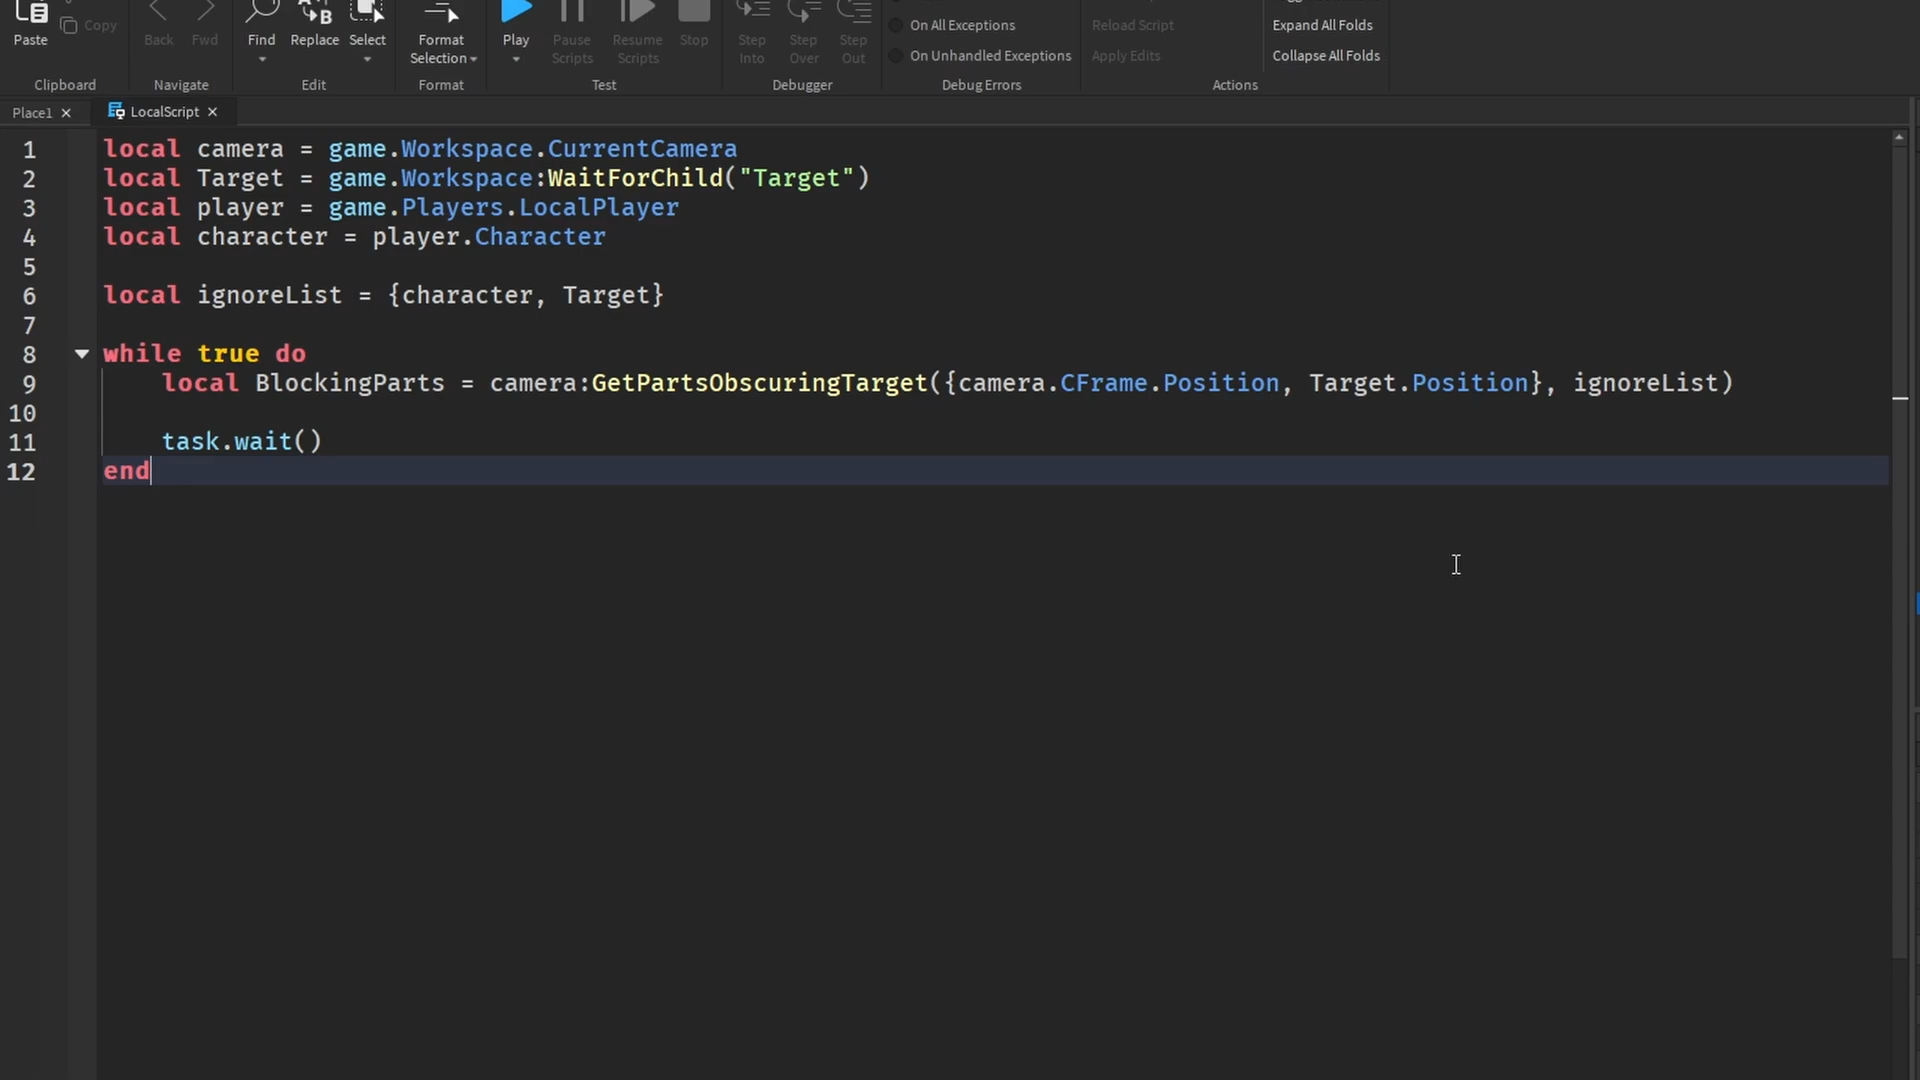 Paste
Copy
Back
Fwd
Find
Replace
Select
Format
Selection
Play
Pause
Scripts
Resume
Scripts
Stop
Step
Into
Step
Over
Step
Out
On All Exceptions
On Unhandled Exceptions
Reload Script
Apply Edits
Expand All Folds
Collapse All Folds
Clipboard
Navigate
Edit
Format
Test
Debugger
Debug Errors
Actions
Place1
LocalScript
1 local camera = game.Workspace.CurrentCamera
2 local Target = game.Workspace:WaitForChild("Target")
3 local player = game.Players.LocalPlayer
4 local character = player.Character
5
6 local ignoreList = {character, Target}
7
8 while true do
9 local BlockingParts = camera:GetPartsObscuringTarget({camera.CFrame.Position, Target.Position}, ignoreList)
10
11 task.wait()
12 end